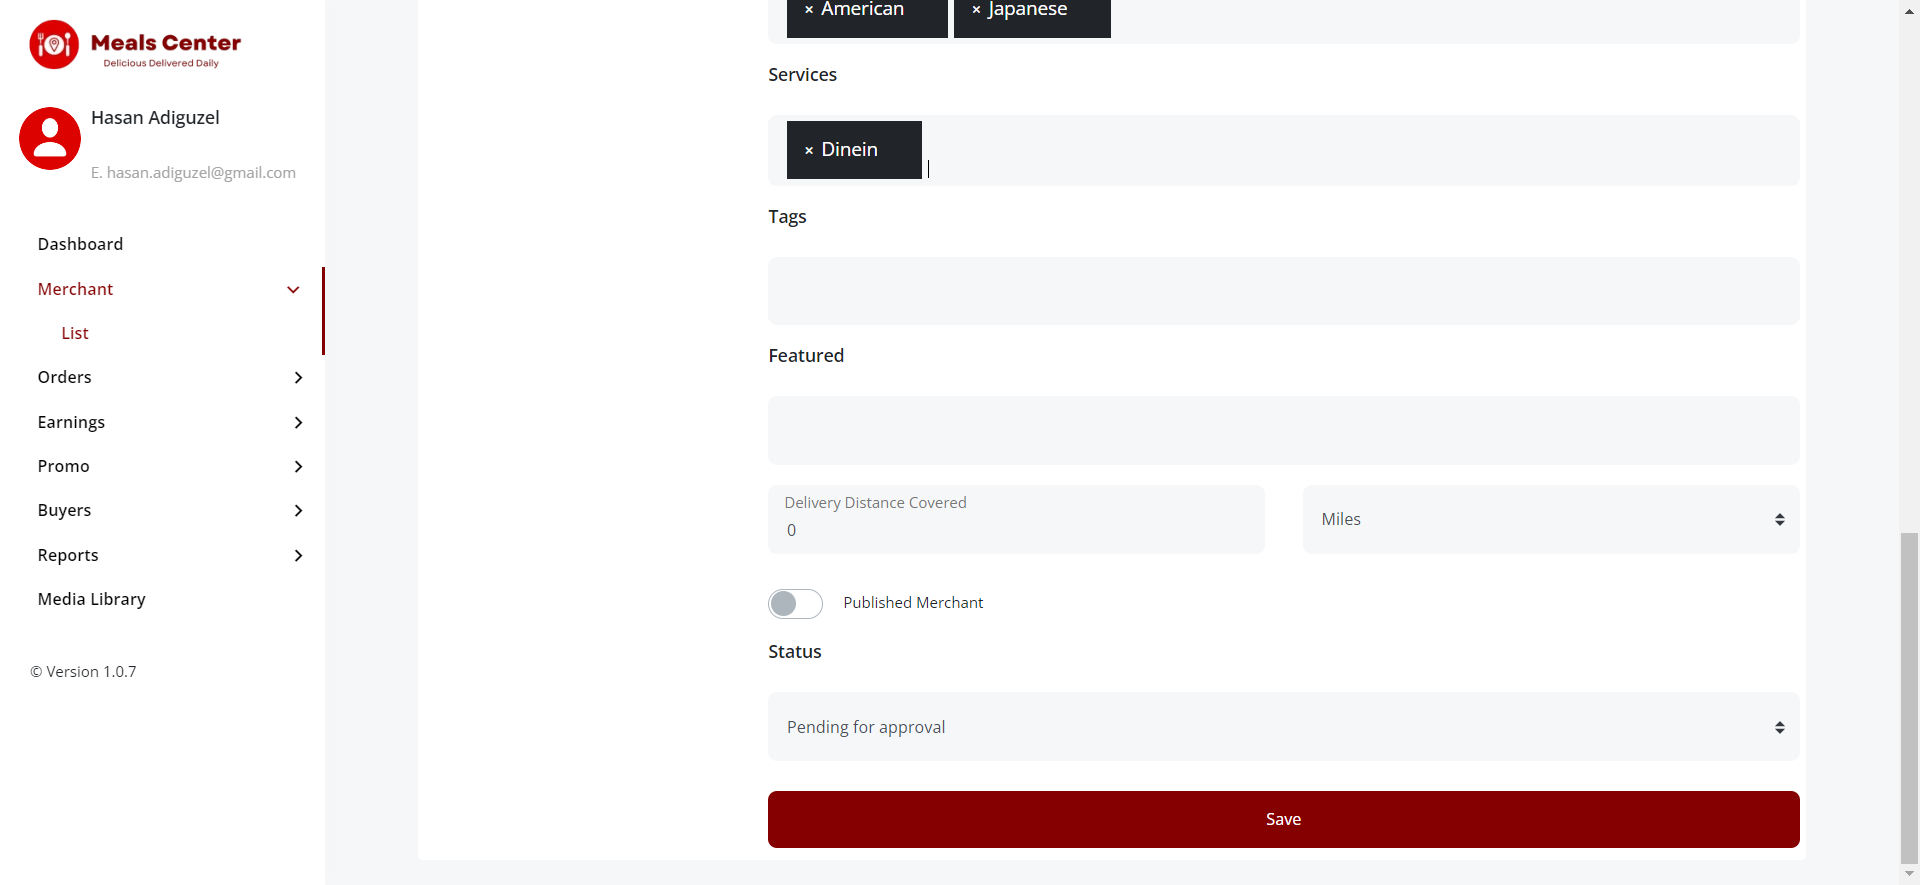 Meals Center
Delicious Delivered Daily
Hasan Adiguzel
E. hasan.adiguzel@gmail.com
Dashboard
Merchant
List
Orders
Earnings
Promo
Buyers
Reports
Media Library
© Version 1.0.7
× American × Japanese
Services
× Dinein
Tags
Featured
Delivery Distance Covered
0
Miles
Published Merchant
Status
Pending for approval
Save